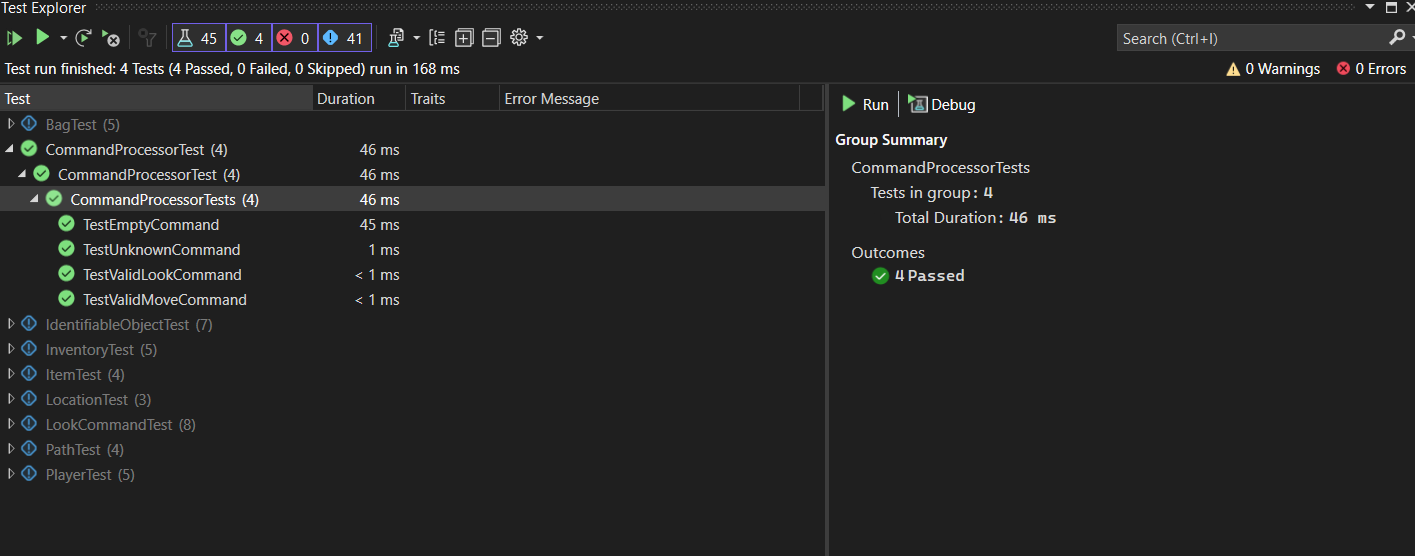 Test Explorer
45 4 0 41 Search (Ctrl+I)
Test run finished: 4 Tests (4 Passed, 0 Failed, 0 Skipped) run in 168 ms 0 Warnings 0 Errors
Test Duration Traits Error Message
BagTest (5)
CommandProcessorTest (4) 46 ms
CommandProcessorTest (4) 46 ms
CommandProcessorTests (4) 46 ms
TestEmptyCommand 45 ms
TestUnknownCommand 1 ms
TestValidLookCommand < 1 ms
TestValidMoveCommand < 1 ms
IdentifiableObjectTest (7)
InventoryTest (5)
ItemTest (4)
LocationTest (3)
LookCommandTest (8)
PathTest (4)
PlayerTest (5)
Run Debug
Group Summary
CommandProcessorTests
Tests in group: 4
Total Duration: 46 ms
Outcomes
4 Passed